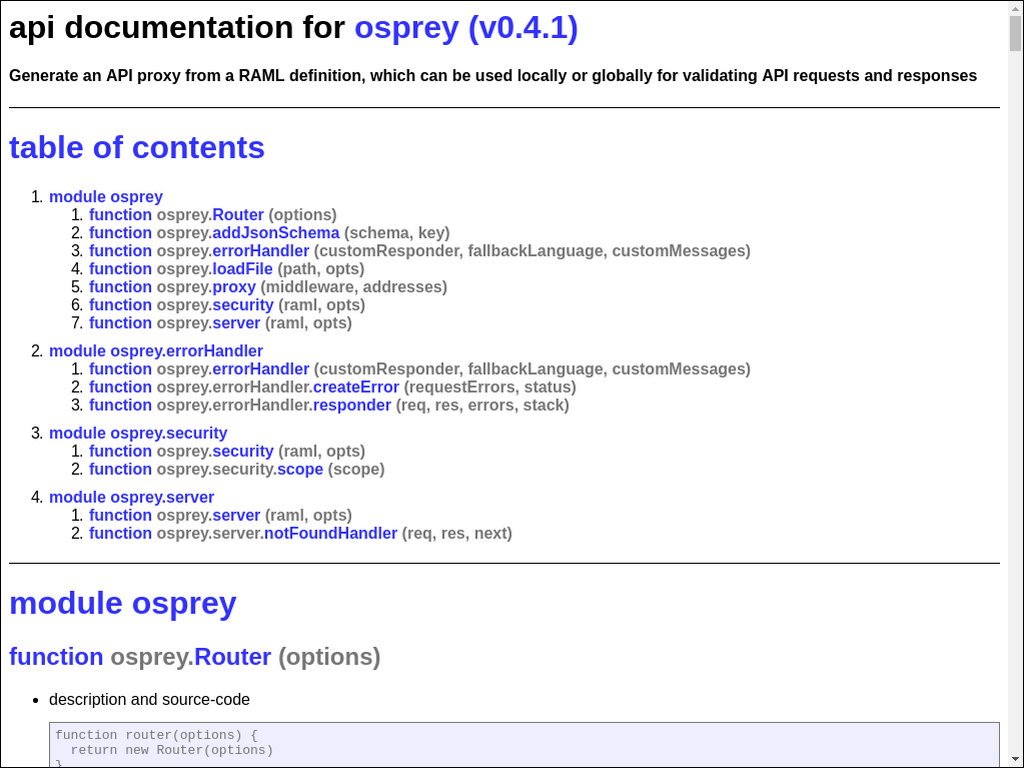 api documentation for osprey (v0.4.1)
Generate an API proxy from a RAML definition, which can be used locally or globally for validating API requests and responses
table of contents
1. module osprey
1. function osprey.Router (options)
2. function osprey.addJsonSchema (schema, key)
3. function osprey.errorHandler (customResponder, fallbackLanguage, customMessages)
4. function osprey.loadFile (path, opts)
5. function osprey.proxy (middleware, addresses)
6. function osprey.security (raml, opts)
7. function osprey.server (raml, opts)
2. module osprey.errorHandler
1. function osprey.errorHandler (customResponder, fallbackLanguage, customMessages)
2. function osprey.errorHandler.createError (requestErrors, status)
3. function osprey.errorHandler.responder (req, res, errors, stack)
3. module osprey.security
1. function osprey.security (raml, opts)
2. function osprey.security.scope (scope)
4. module osprey.server
1. function osprey.server (raml, opts)
2. function osprey.server.notFoundHandler (req, res, next)
module osprey
function osprey.Router (options)
• description and source-code
function router(options) {
  return new Router(options)
}